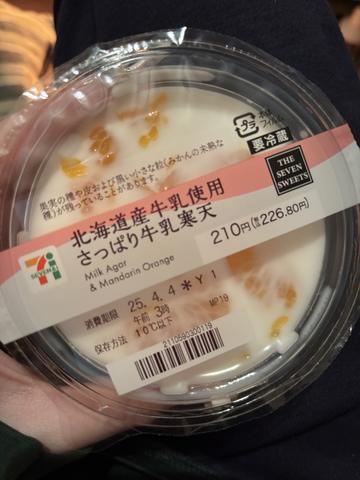 果実の種や皮および黒い小さな粒(みかんの未熟な
種)が残っていることがあります。
プラ
要冷蔵
THE
SEVEN
SWEETS
7
SEVEN & i
北海道産牛乳使用
さっぱり牛乳寒天
Milk Agar
& Mandarin Orange
210円(税込226.80円)
消費期限 25.4.4*Y1
午前 3時
保存方法 10℃以下
MP19
2110590300119